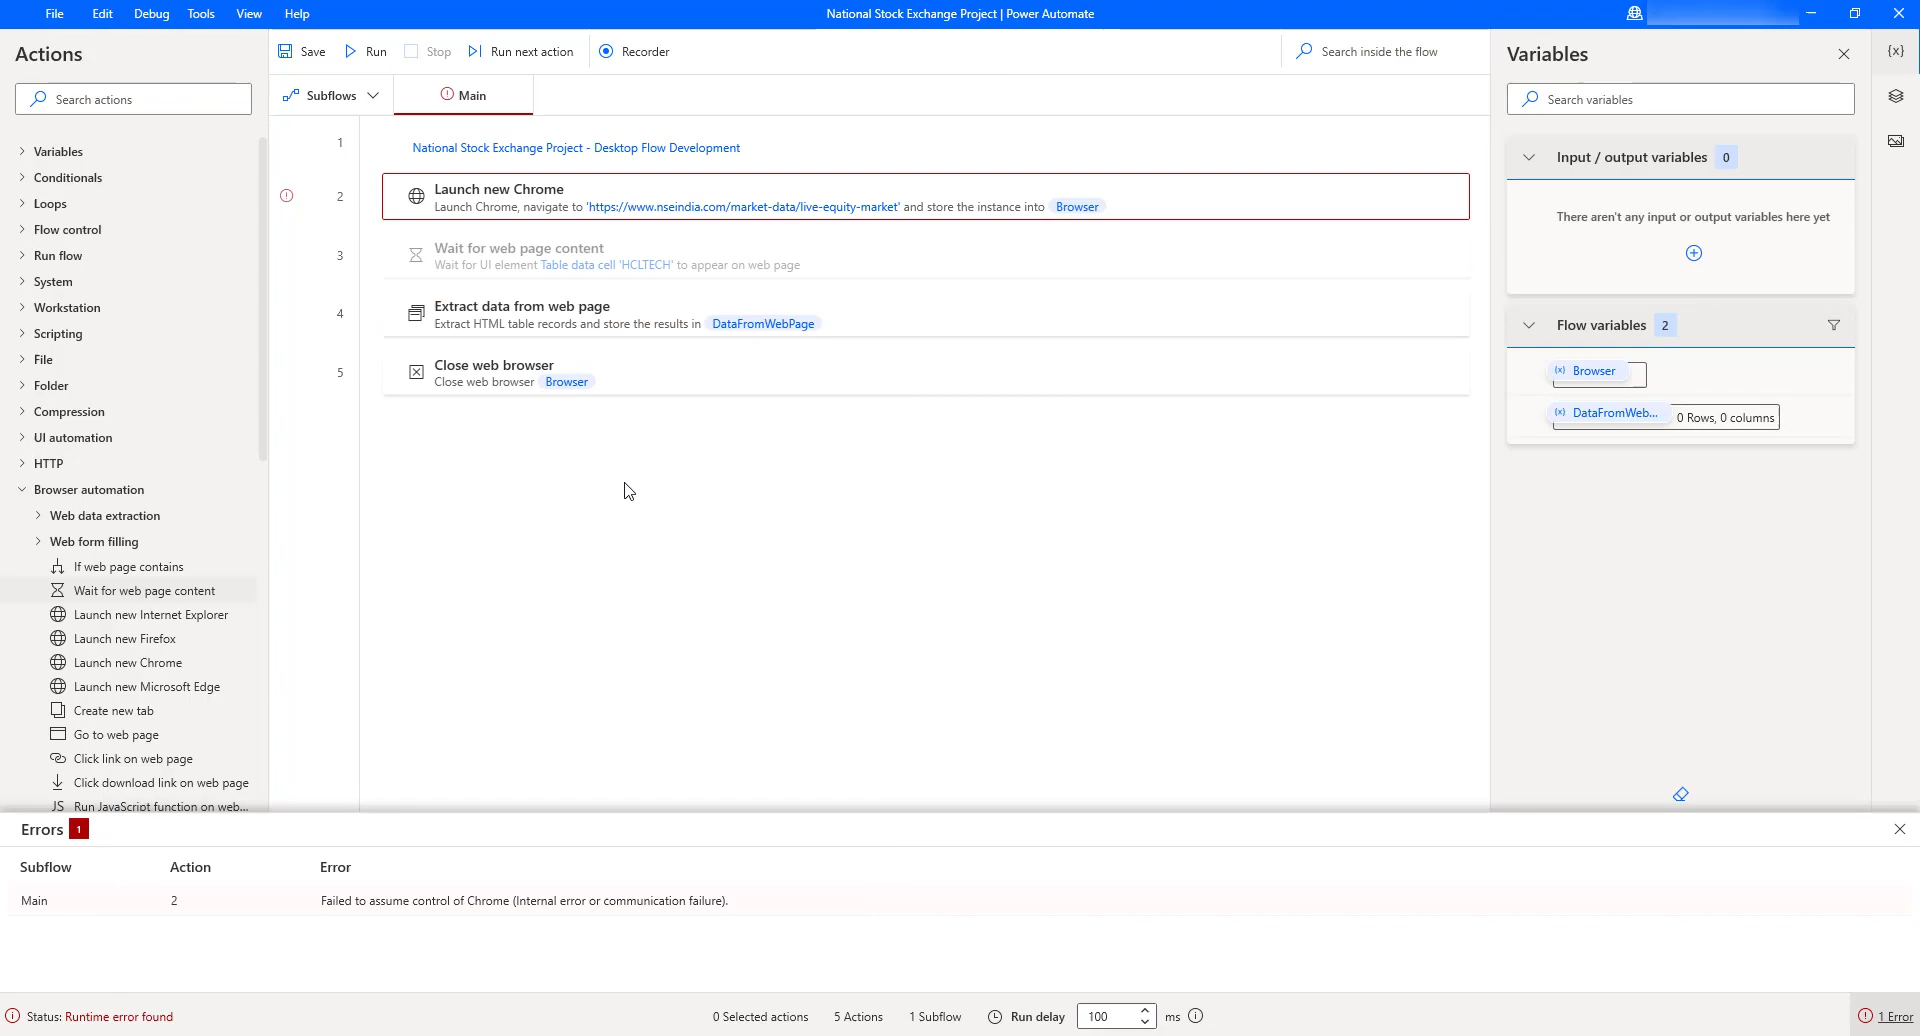 File Edit Debug Tools View Help
National Stock Exchange Project | Power Automate
Actions
Search actions
Variables
Conditionals
Loops
Flow control
Run flow
System
Workstation
Scripting
File
Folder
Compression
UI automation
HTTP
Browser automation
Web data extraction
Web form filling
If web page contains
Wait for web page content
Launch new Internet Explorer
Launch new Firefox
Launch new Chrome
Launch new Microsoft Edge
Create new tab
Go to web page
Click link on web page
Click download link on web page
JS Run JavaScript function on web...
Save Run Stop Run next action Recorder
Search inside the flow
Subflows Main
1 National Stock Exchange Project - Desktop Flow Development
2 Launch new Chrome
Launch Chrome, navigate to 'https://www.nseindia.com/market-data/live-equity-market' and store the instance into Browser
3 Wait for web page content
Wait for UI element Table data cell 'HCLTECH' to appear on web page
4 Extract data from web page
Extract HTML table records and store the results in DataFromWebPage
5 Close web browser
Close web browser Browser
Variables
{x}
Search variables
Input / output variables 0
There aren't any input or output variables here yet
Flow variables 2
(x) Browser
(x) DataFromWeb... 0 Rows, 0 columns
Errors 1
Subflow Action Error
Main 2 Failed to assume control of Chrome (Internal error or communication failure).
Status: Runtime error found
0 Selected actions 5 Actions 1 Subflow Run delay 100 ms
1 Error